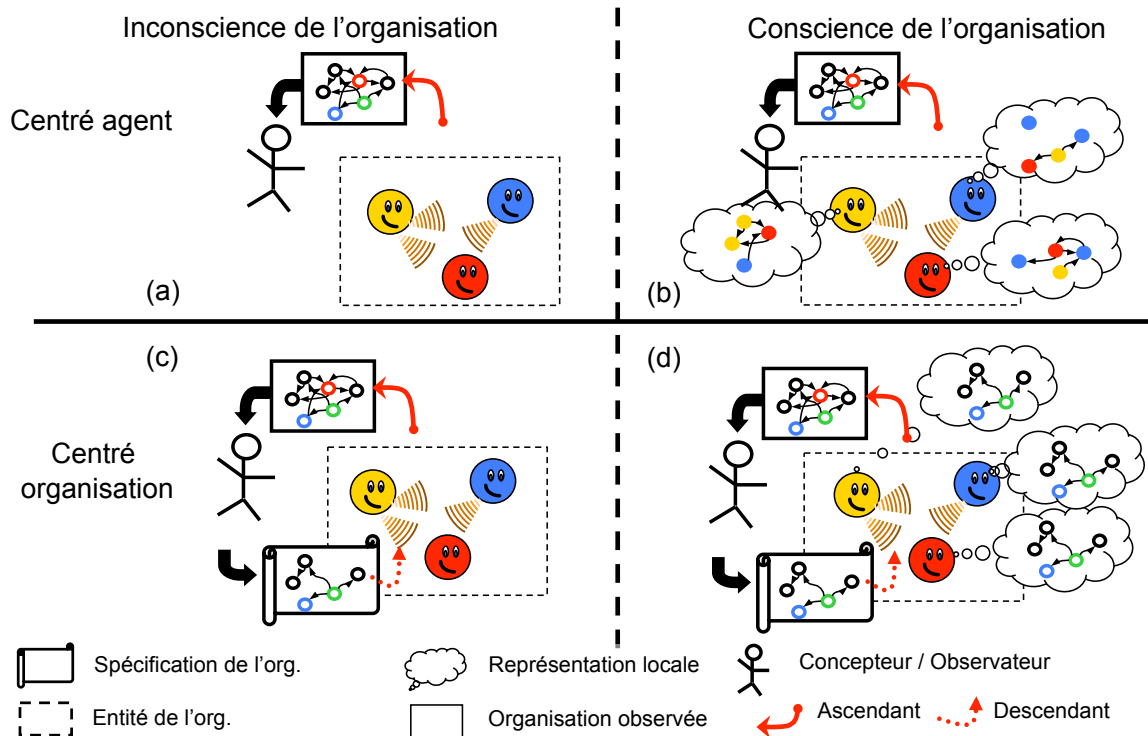 Inconscience de l’organisation
Conscience de l’organisation
Centré agent
(a)
(b)
(c)
(d)
Centré
organisation
Spécification de l’org.
Représentation locale
Concepteur / Observateur
Entité de l’org.
Organisation observée
Ascendant
Descendant